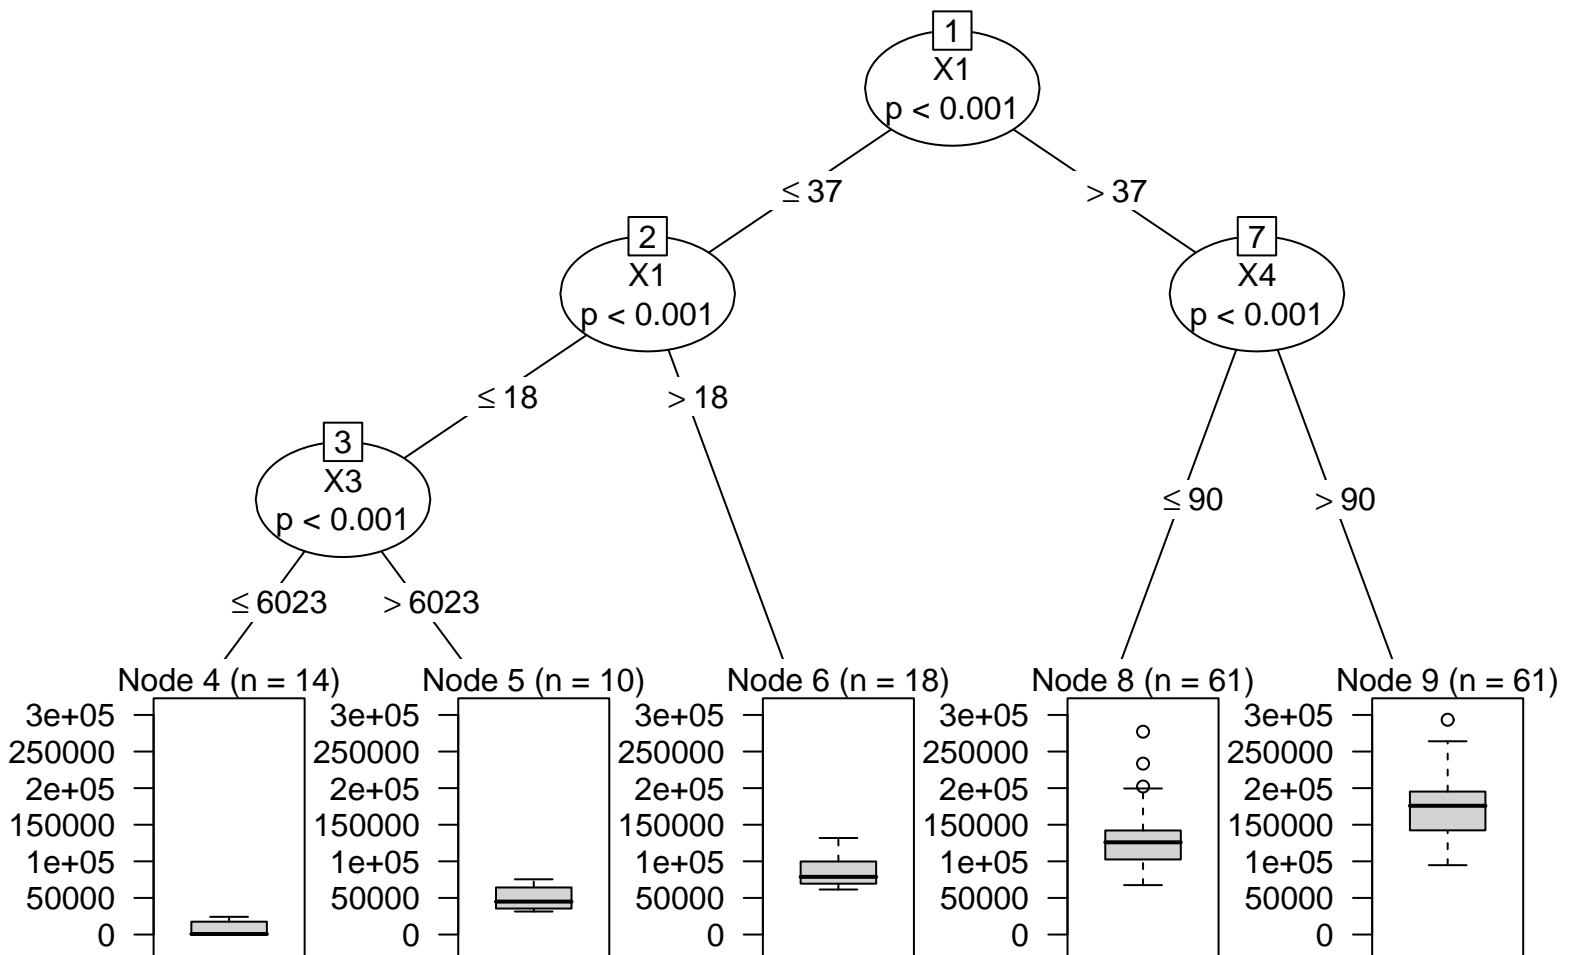 1
X1
p < 0.001
≤ 37
> 37
2
X1
p < 0.001
7
X4
p < 0.001
≤ 18
> 18
3
X3
p < 0.001
≤ 90
> 90
≤ 6023
> 6023
Node 4 (n = 14)
3e+05
250000
2e+05
150000
1e+05
50000
0
Node 5 (n = 10)
3e+05
250000
2e+05
150000
1e+05
50000
0
Node 6 (n = 18)
3e+05
250000
2e+05
150000
1e+05
50000
0
Node 8 (n = 61)
3e+05
250000
2e+05
150000
1e+05
50000
0
Node 9 (n = 61)
3e+05
250000
2e+05
150000
1e+05
50000
0